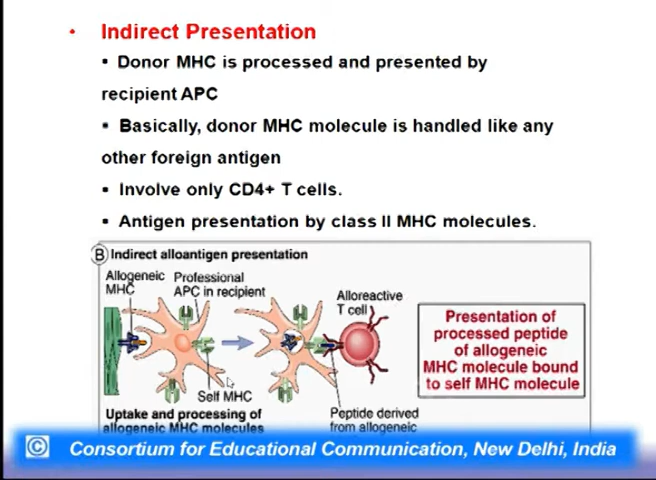 • Indirect Presentation
▪ Donor MHC is processed and presented by
recipient APC
▪ Basically, donor MHC molecule is handled like any
other foreign antigen
▪ Involve only CD4+ T cells.
▪ Antigen presentation by class II MHC molecules.
B Indirect alloantigen presentation
Allogeneic
MHC
Professional
APC in recipient
Alloreactive
T cell
Self MHC
Uptake and processing of
allogeneic MHC molecules
Peptide derived
from allogeneic
Presentation of
processed peptide
of allogeneic
MHC molecule bound
to self MHC molecule
© Consortium for Educational Communication, New Delhi, India